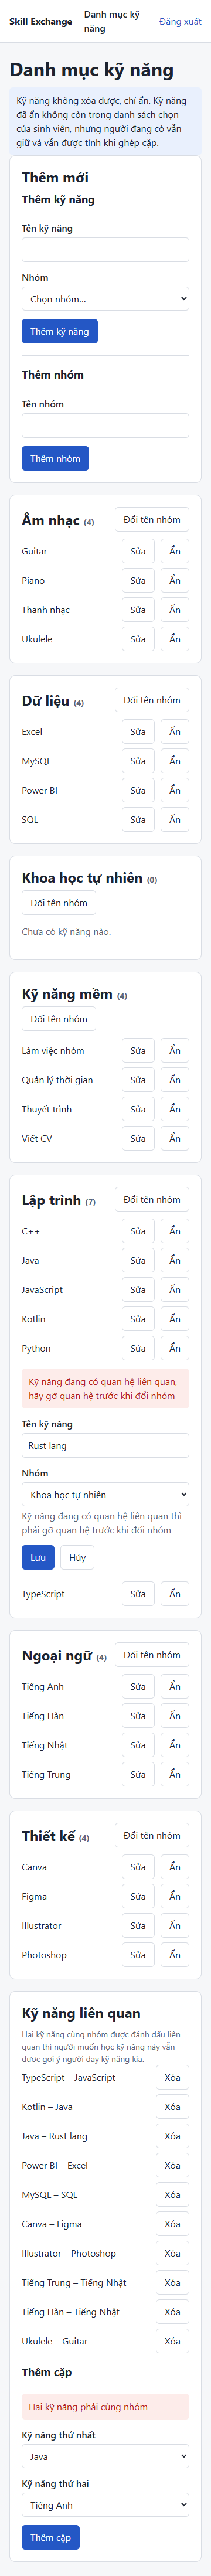 Skill Exchange
Danh mục kỹ
năng
Đăng xuất
Danh mục kỹ năng
Kỹ năng không xóa được, chỉ ẩn. Kỹ năng
đã ẩn không còn trong danh sách chọn
của sinh viên, nhưng người đang có vẫn
giữ và vẫn được tính khi ghép cặp.
Thêm mới
Thêm kỹ năng
Tên kỹ năng
Nhóm
Chọn nhóm...
Thêm kỹ năng
Thêm nhóm
Tên nhóm
Thêm nhóm
Âm nhạc (4) Đổi tên nhóm
Guitar Sửa Ẩn
Piano Sửa Ẩn
Thanh nhạc Sửa Ẩn
Ukulele Sửa Ẩn
Dữ liệu (4) Đổi tên nhóm
Excel Sửa Ẩn
MySQL Sửa Ẩn
Power BI Sửa Ẩn
SQL Sửa Ẩn
Khoa học tự nhiên (0)
Đổi tên nhóm
Chưa có kỹ năng nào.
Kỹ năng mềm (4)
Đổi tên nhóm
Làm việc nhóm Sửa Ẩn
Quản lý thời gian Sửa Ẩn
Thuyết trình Sửa Ẩn
Viết CV Sửa Ẩn
Lập trình (7) Đổi tên nhóm
C++ Sửa Ẩn
Java Sửa Ẩn
JavaScript Sửa Ẩn
Kotlin Sửa Ẩn
Python Sửa Ẩn
Kỹ năng đang có quan hệ liên quan,
hãy gỡ quan hệ trước khi đổi nhóm
Tên kỹ năng
Rust lang
Nhóm
Khoa học tự nhiên
Kỹ năng đang có quan hệ liên quan thì
phải gỡ quan hệ trước khi đổi nhóm
Lưu Hủy
TypeScript Sửa Ẩn
Ngoại ngữ (4) Đổi tên nhóm
Tiếng Anh Sửa Ẩn
Tiếng Hàn Sửa Ẩn
Tiếng Nhật Sửa Ẩn
Tiếng Trung Sửa Ẩn
Thiết kế (4) Đổi tên nhóm
Canva Sửa Ẩn
Figma Sửa Ẩn
Illustrator Sửa Ẩn
Photoshop Sửa Ẩn
Kỹ năng liên quan
Hai kỹ năng cùng nhóm được đánh dấu liên
quan thì người muốn học kỹ năng này vẫn
được gợi ý người dạy kỹ năng kia.
TypeScript – JavaScript Xóa
Kotlin – Java Xóa
Java – Rust lang Xóa
Power BI – Excel Xóa
MySQL – SQL Xóa
Canva – Figma Xóa
Illustrator – Photoshop Xóa
Tiếng Trung – Tiếng Nhật Xóa
Tiếng Hàn – Tiếng Nhật Xóa
Ukulele – Guitar Xóa
Thêm cặp
Hai kỹ năng phải cùng nhóm
Kỹ năng thứ nhất
Java
Kỹ năng thứ hai
Tiếng Anh
Thêm cặp